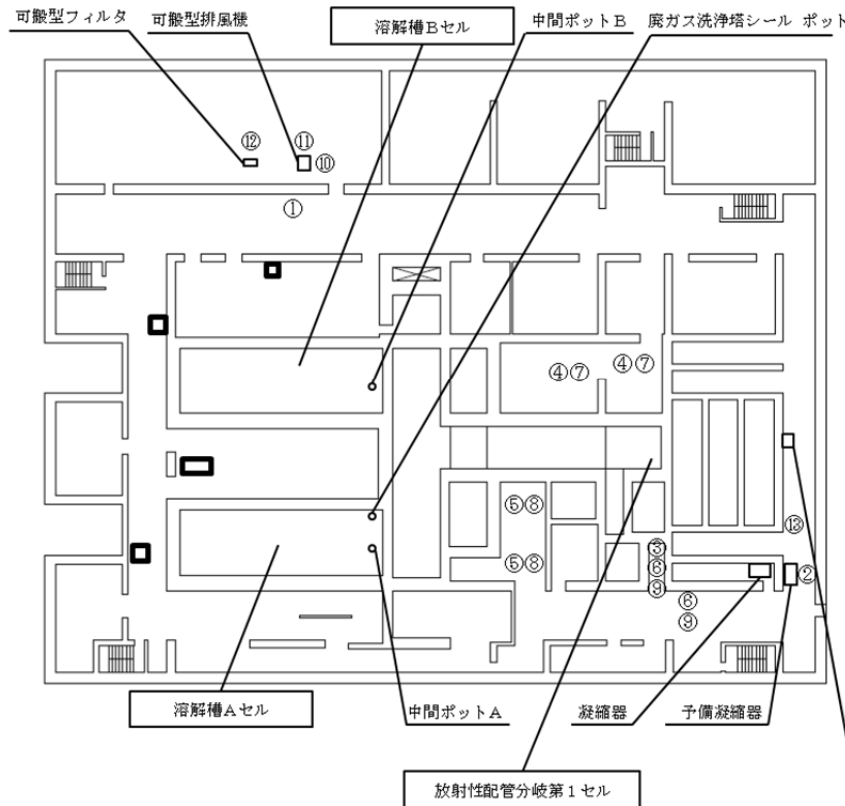 可搬型フィルタ 可搬型排風機 溶解槽Bセル 中間ポットB 廃ガス洗浄塔シール ポット
⑫ ⑪
⑩
①
④⑦ ④⑦
⑤⑧
⑬
③
⑤⑧ ⑥ ②
⑨ ⑥
⑨
溶解槽Aセル 中間ポットA 凝縮器 予備凝縮器
放射性配管分岐第1セル